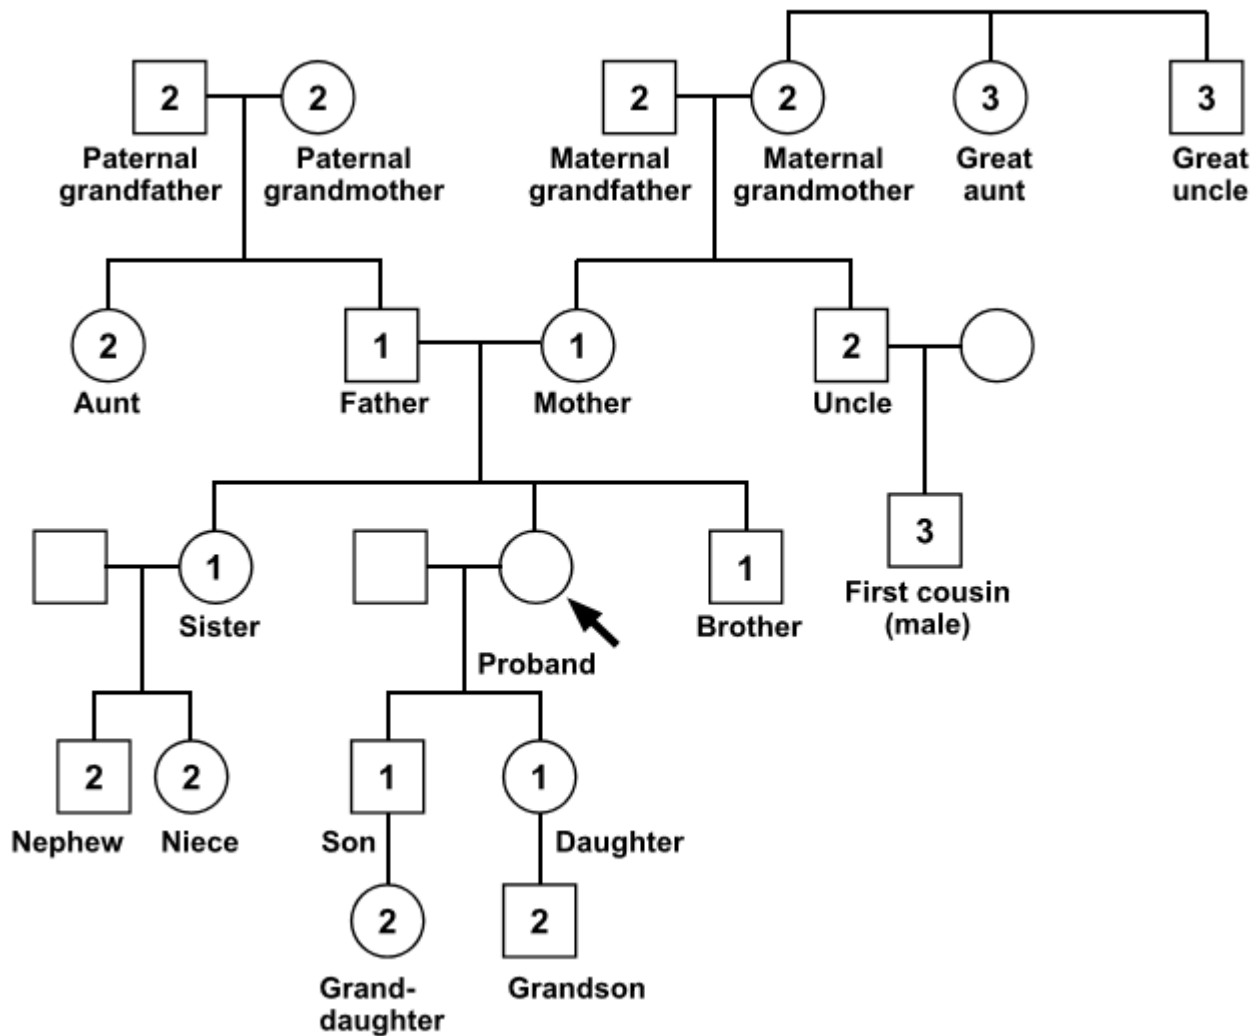 2
2
2
2
3
3
Paternal
grandfather
Paternal
grandmother
Maternal
grandfather
Maternal
grandmother
Great
aunt
Great
uncle
2
1
1
2
Aunt
Father
Mother
Uncle
3
First cousin
(male)
1
1
Sister
Proband
Brother
2
2
1
1
Nephew
Niece
Son
Daughter
2
2
Grand-
daughter
Grandson